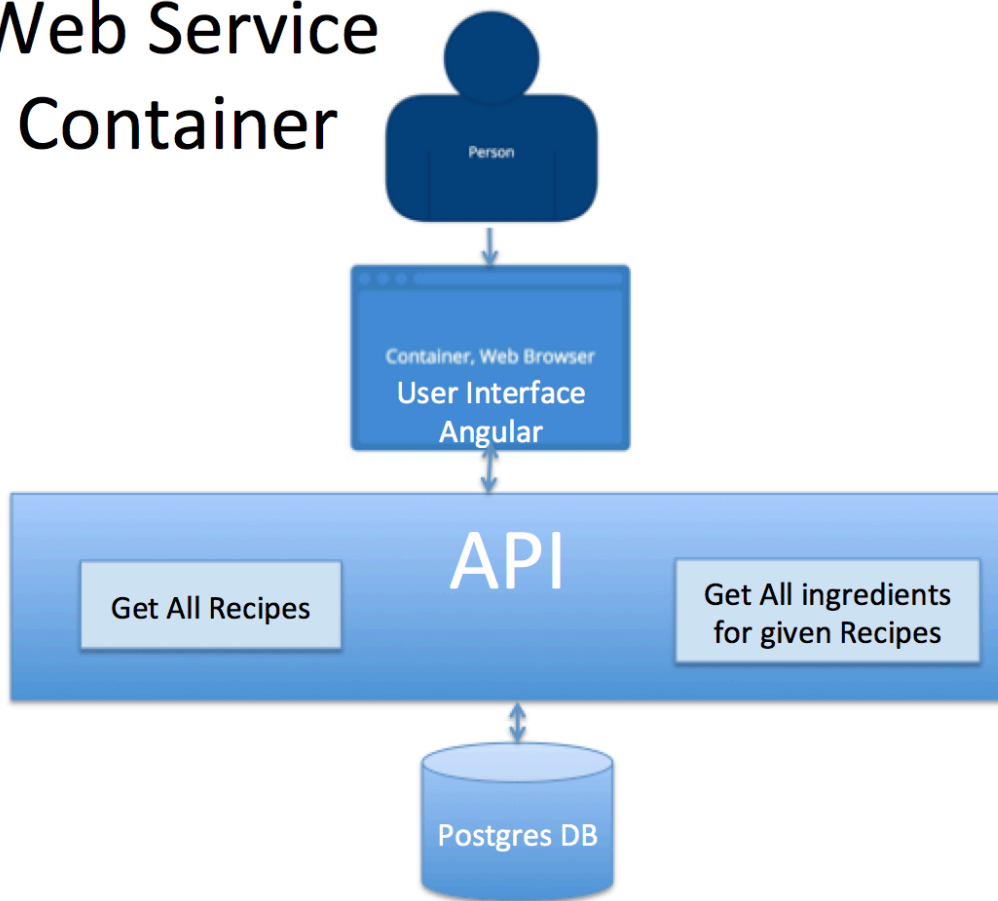 Web Service
Container
Person
Container, Web Browser
User Interface
Angular
API
Get All Recipes
Get All ingredients
for given Recipes
Postgres DB